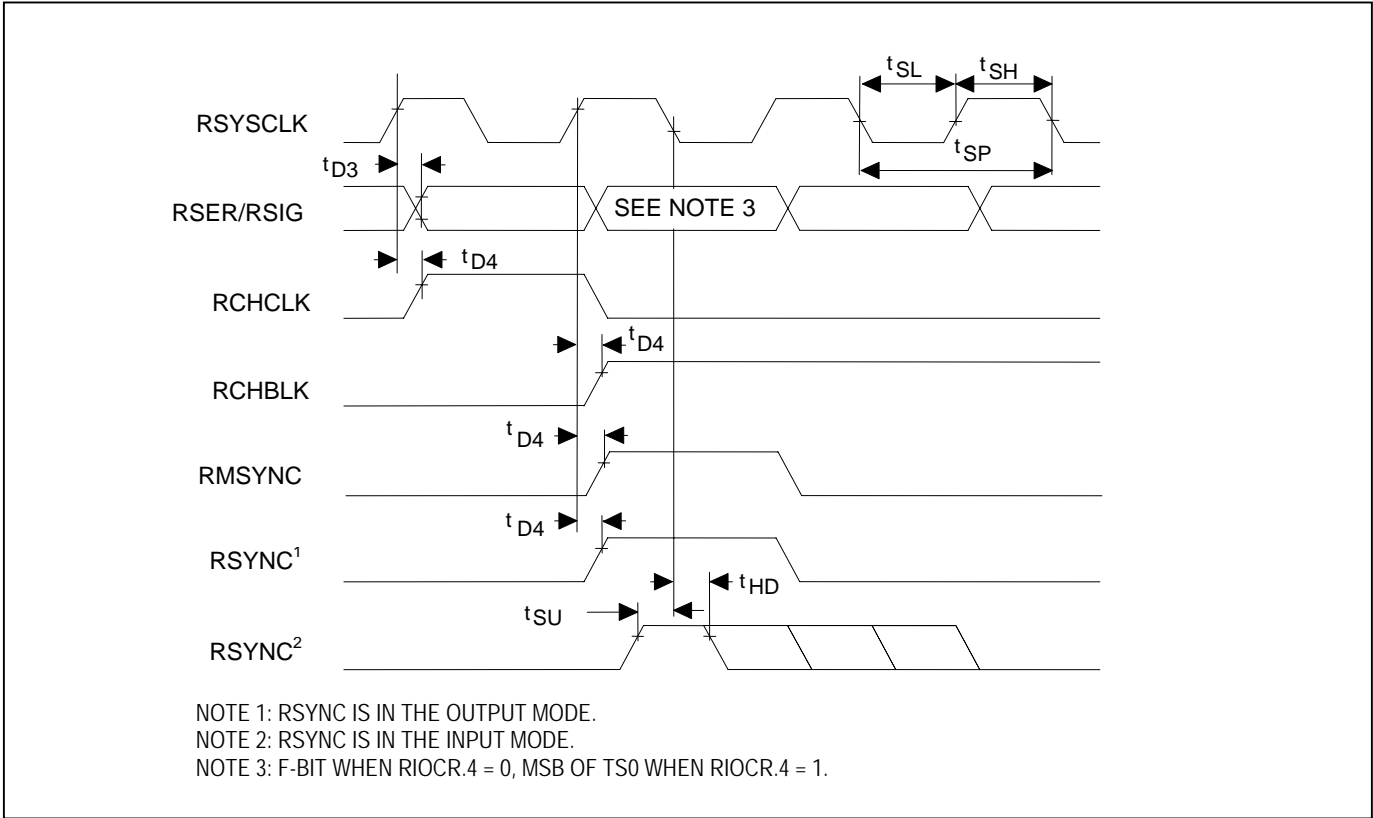 tSL
tSH
RSYSCLK
tSP
tD3
RSER/RSIG
SEE NOTE 3
tD4
RCHCLK
tD4
RCHBLK
tD4
RMSYNC
tD4
RSYNC1
tHD
tSU
RSYNC2
NOTE 1: RSYNC IS IN THE OUTPUT MODE.
NOTE 2: RSYNC IS IN THE INPUT MODE.
NOTE 3: F-BIT WHEN RIOCR.4 = 0, MSB OF TS0 WHEN RIOCR.4 = 1.